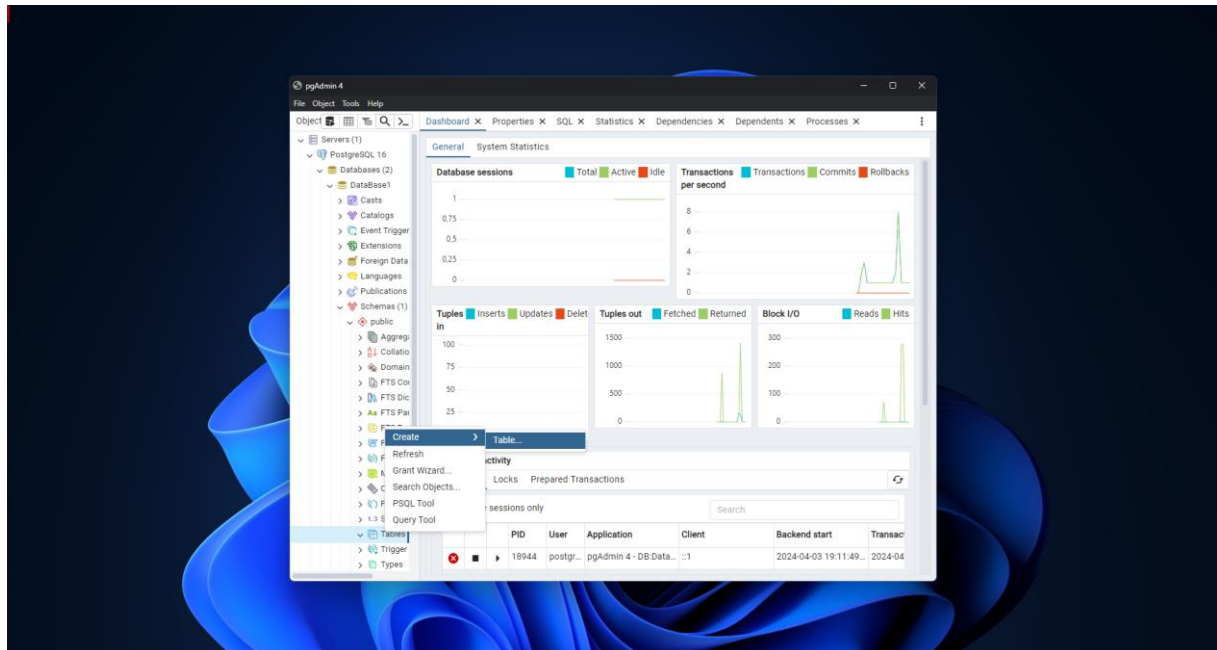 pgAdmin 4
File Object Tools Help
Object
Dashboard Properties SQL Statistics Dependencies Dependents Processes
Servers (1)
PostgreSQL 16
Databases (2)
DataBase1
Casts
Catalogs
Event Trigger
Extensions
Foreign Data
Languages
Publications
Schemas (1)
public
Aggrega
Collatio
Domain
FTS Cor
FTS Dic
Aa FTS Par
Tables
Trigger
Types
Create
Refresh
Grant Wizard...
Search Objects...
PSQL Tool
Query Tool
Table...
General System Statistics
Database sessions Total Active Idle
1
0,75
0,5
0,25
0
Transactions per second Transactions Commits Rollbacks
8
6
4
2
0
Tuples in Inserts Updates Delet
100
75
50
25
Tuples out Fetched Returned
1500
1000
500
0
Block I/O Reads Hits
300
200
100
0
ctivity
Locks Prepared Transactions
sessions only Search
PID User Application Client Backend start Transac
18944 postgr... pgAdmin 4 - DB:Data... ::1 2024-04-03 19:11:49... 2024-04